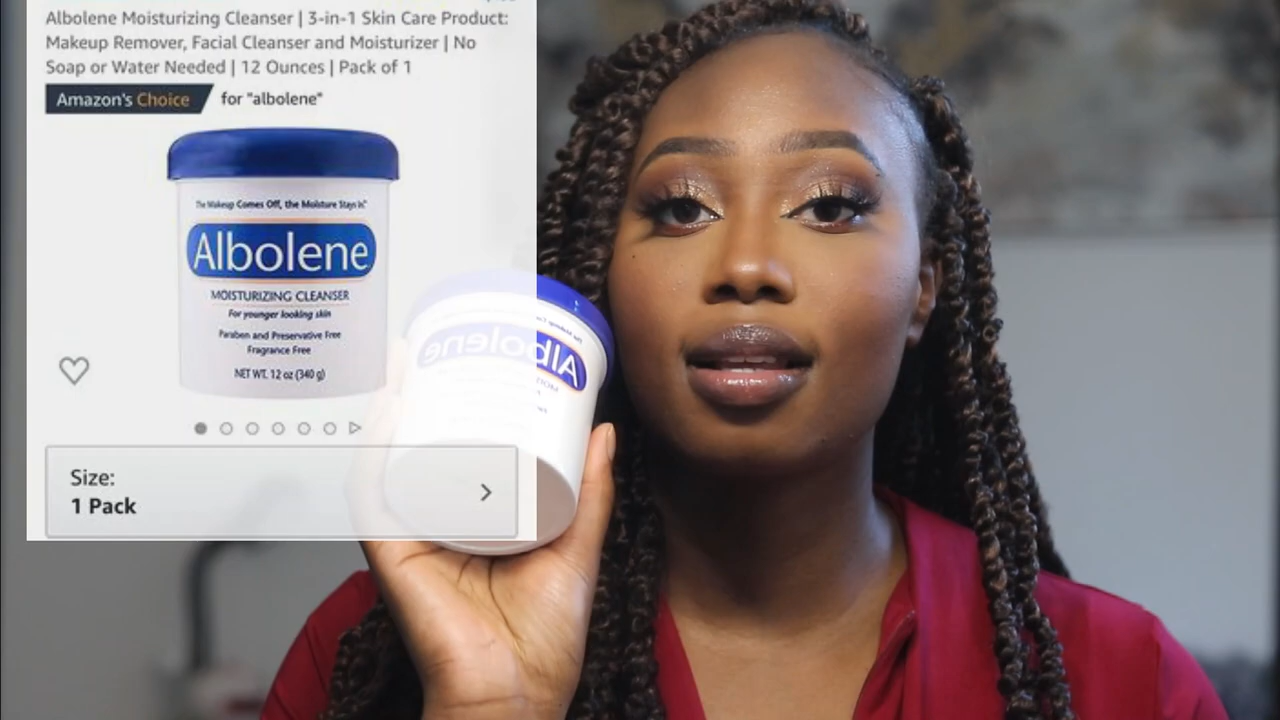 Albolene Moisturizing Cleanser | 3-in-1 Skin Care Product:
Makeup Remover, Facial Cleanser and Moisturizer | No
Soap or Water Needed | 12 Ounces | Pack of 1
Amazon's Choice for "albolene"
The Makeup Comes Off, the Moisture Stays In.
Albolene
MOISTURIZING CLEANSER
For younger looking skin
Paraben and Preservative Free
Fragrance Free
NET WT. 12 oz (340 g)
Albolene
Size:
1 Pack